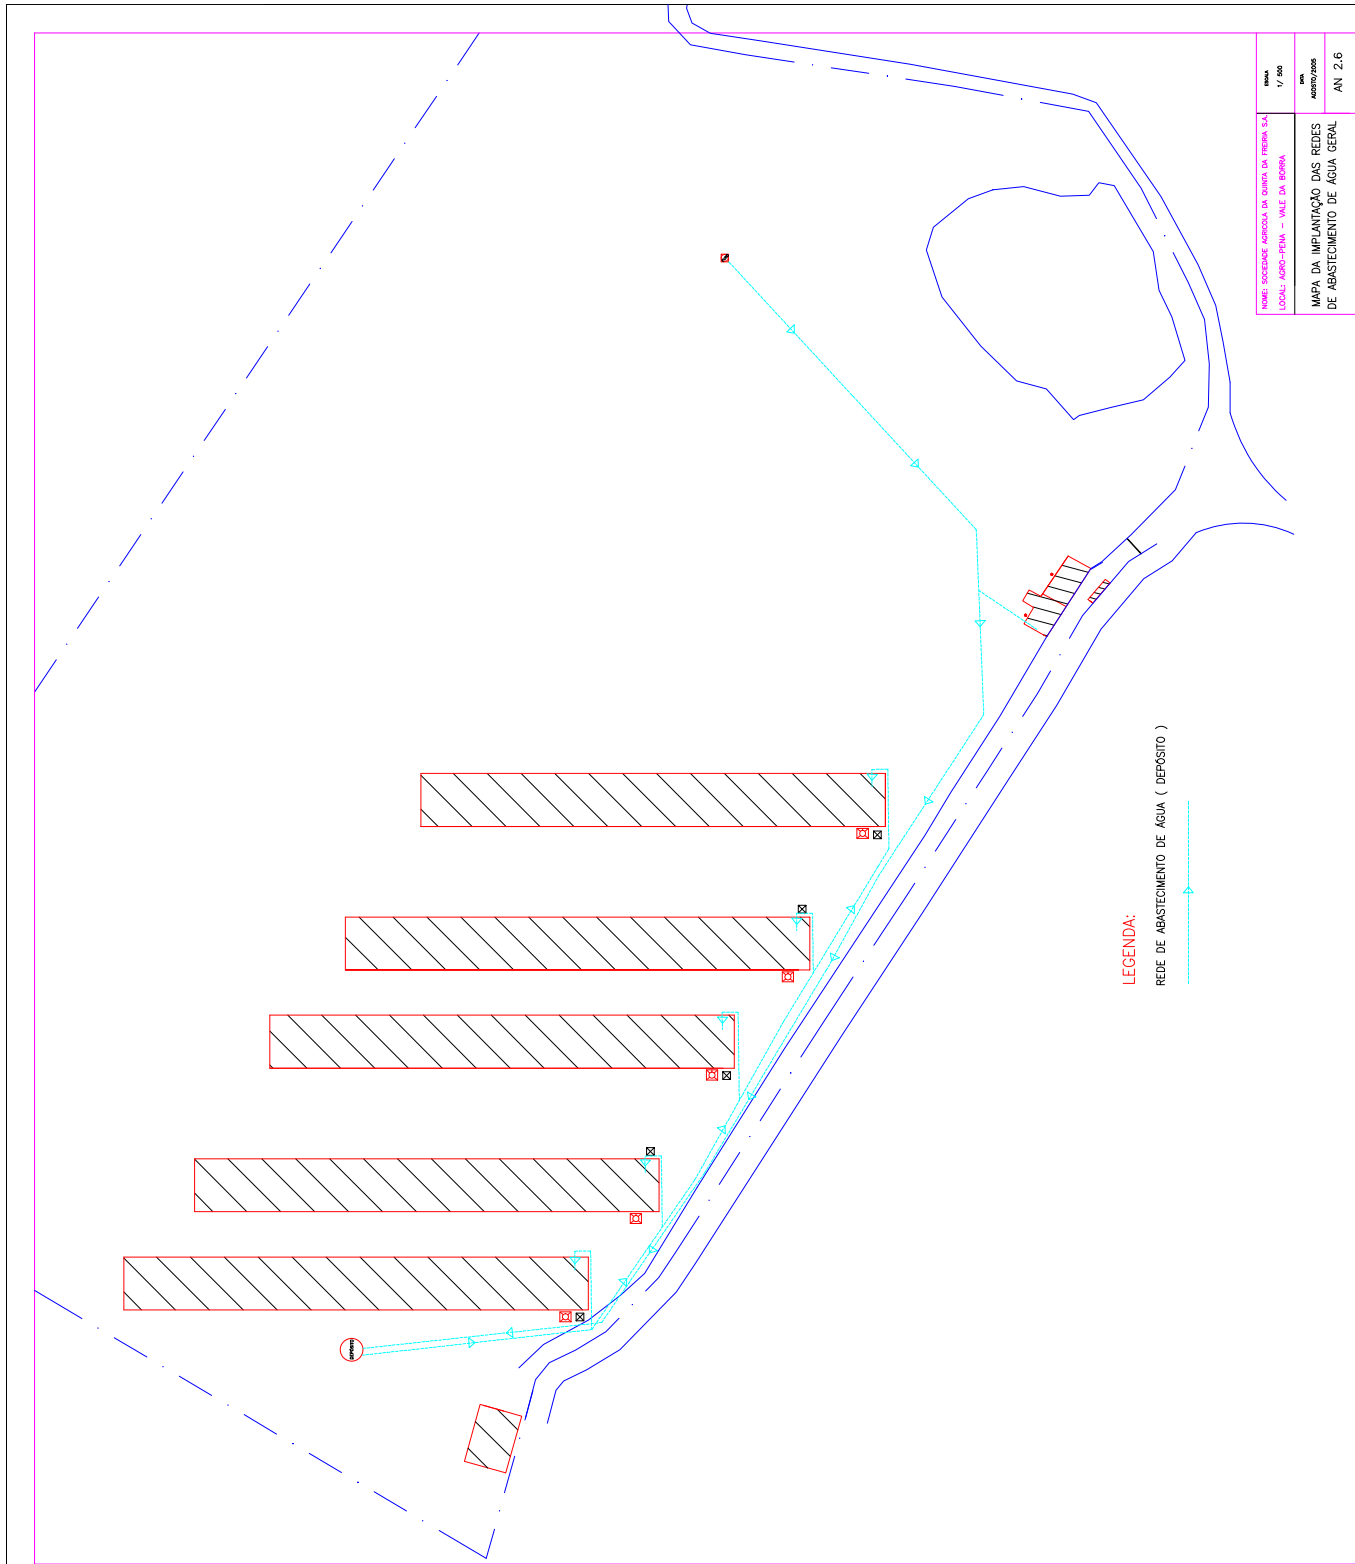 NOME: SOCIEDADE AGRICOLA DA QUINTA DA FREIRIA S.A.
LOCAL: AGRO-PENA - VALE DA BORRA
ESCALA
1/ 500
MAPA DA IMPLANTAÇÃO DAS REDES
DE ABASTECIMENTO DE ÁGUA GERAL
DATA
AGOSTO/2005
AN 2.6
LEGENDA:
REDE DE ABASTECIMENTO DE ÁGUA ( DEPÓSITO )
DEPÓSITO